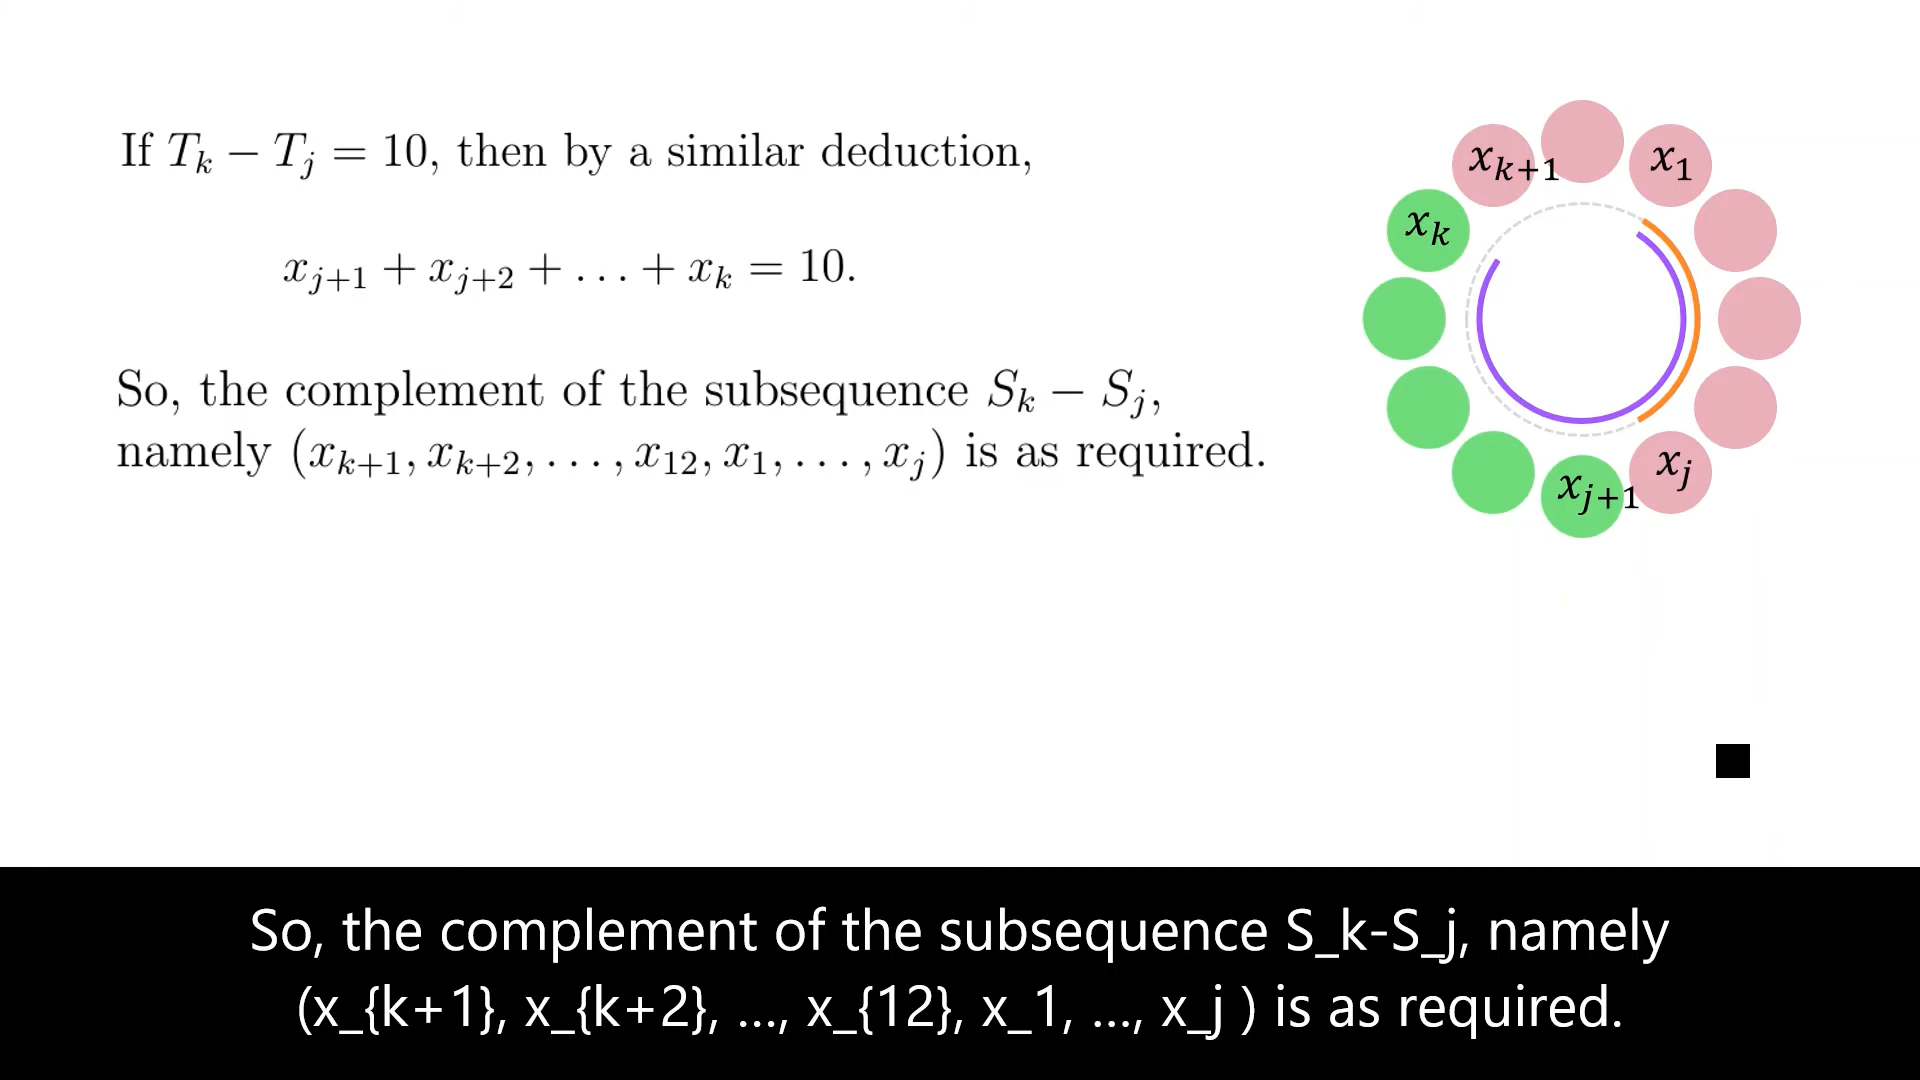 If T_k − T_j = 10, then by a similar deduction,
x_{j+1} + x_{j+2} + . . . + x_k = 10.
So, the complement of the subsequence S_k − S_j,
namely (x_{k+1}, x_{k+2}, . . . , x_{12}, x_1, . . . , x_j) is as required.
x_{k+1}
x_1
x_k
x_j
x_{j+1}
So, the complement of the subsequence S_k-S_j, namely
(x_{k+1}, x_{k+2}, ..., x_{12}, x_1, ..., x_j ) is as required.